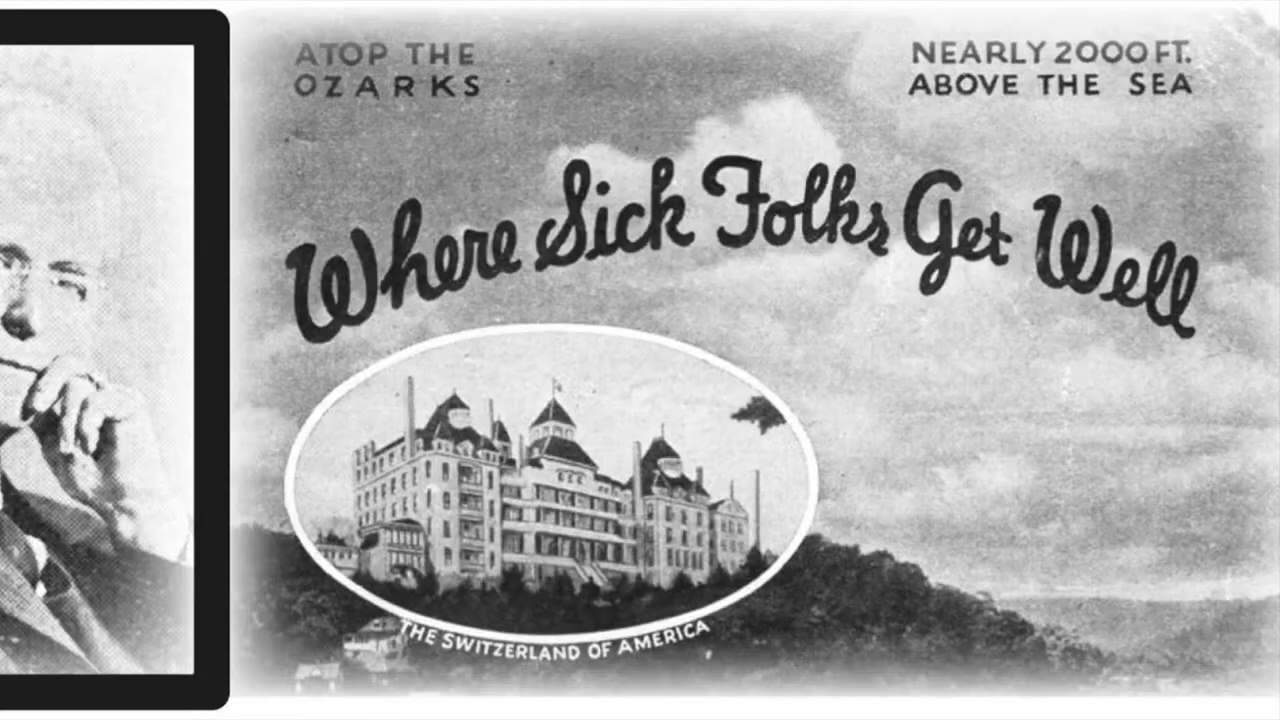 ATOP THE
OZARKS
NEARLY 2000 FT.
ABOVE THE SEA
Where Sick Folks Get Well
THE SWITZERLAND OF AMERICA